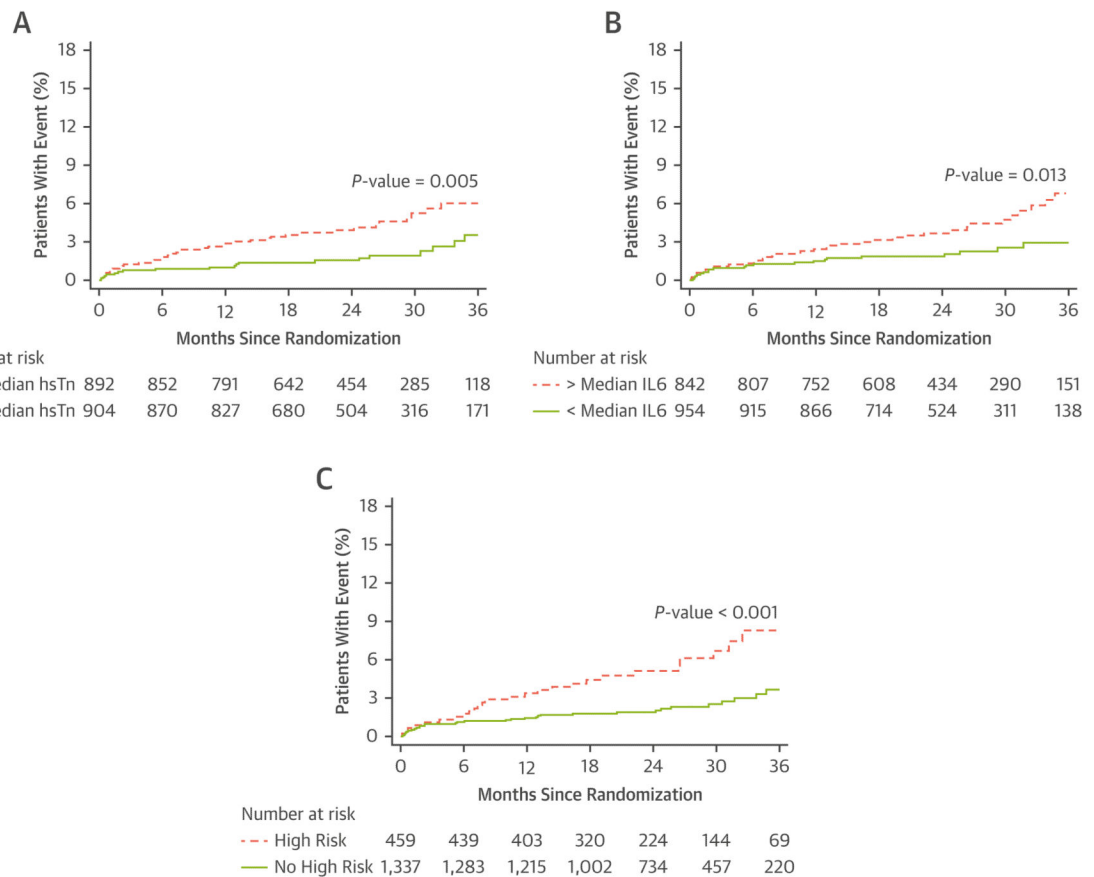 A
Patients With Event (%)
18
15
12
9
6
3
0
P-value = 0.005
0 6 12 18 24 30 36
Months Since Randomization
at risk
edian hsTn 892 852 791 642 454 285 118
edian hsTn 904 870 827 680 504 316 171
B
Patients With Event (%)
18
15
12
9
6
3
0
P-value = 0.013
0 6 12 18 24 30 36
Months Since Randomization
Number at risk
> Median IL6 842 807 752 608 434 290 151
< Median IL6 954 915 866 714 524 311 138
C
Patients With Event (%)
18
15
12
9
6
3
0
P-value < 0.001
0 6 12 18 24 30 36
Months Since Randomization
Number at risk
High Risk 459 439 403 320 224 144 69
No High Risk 1,337 1,283 1,215 1,002 734 457 220